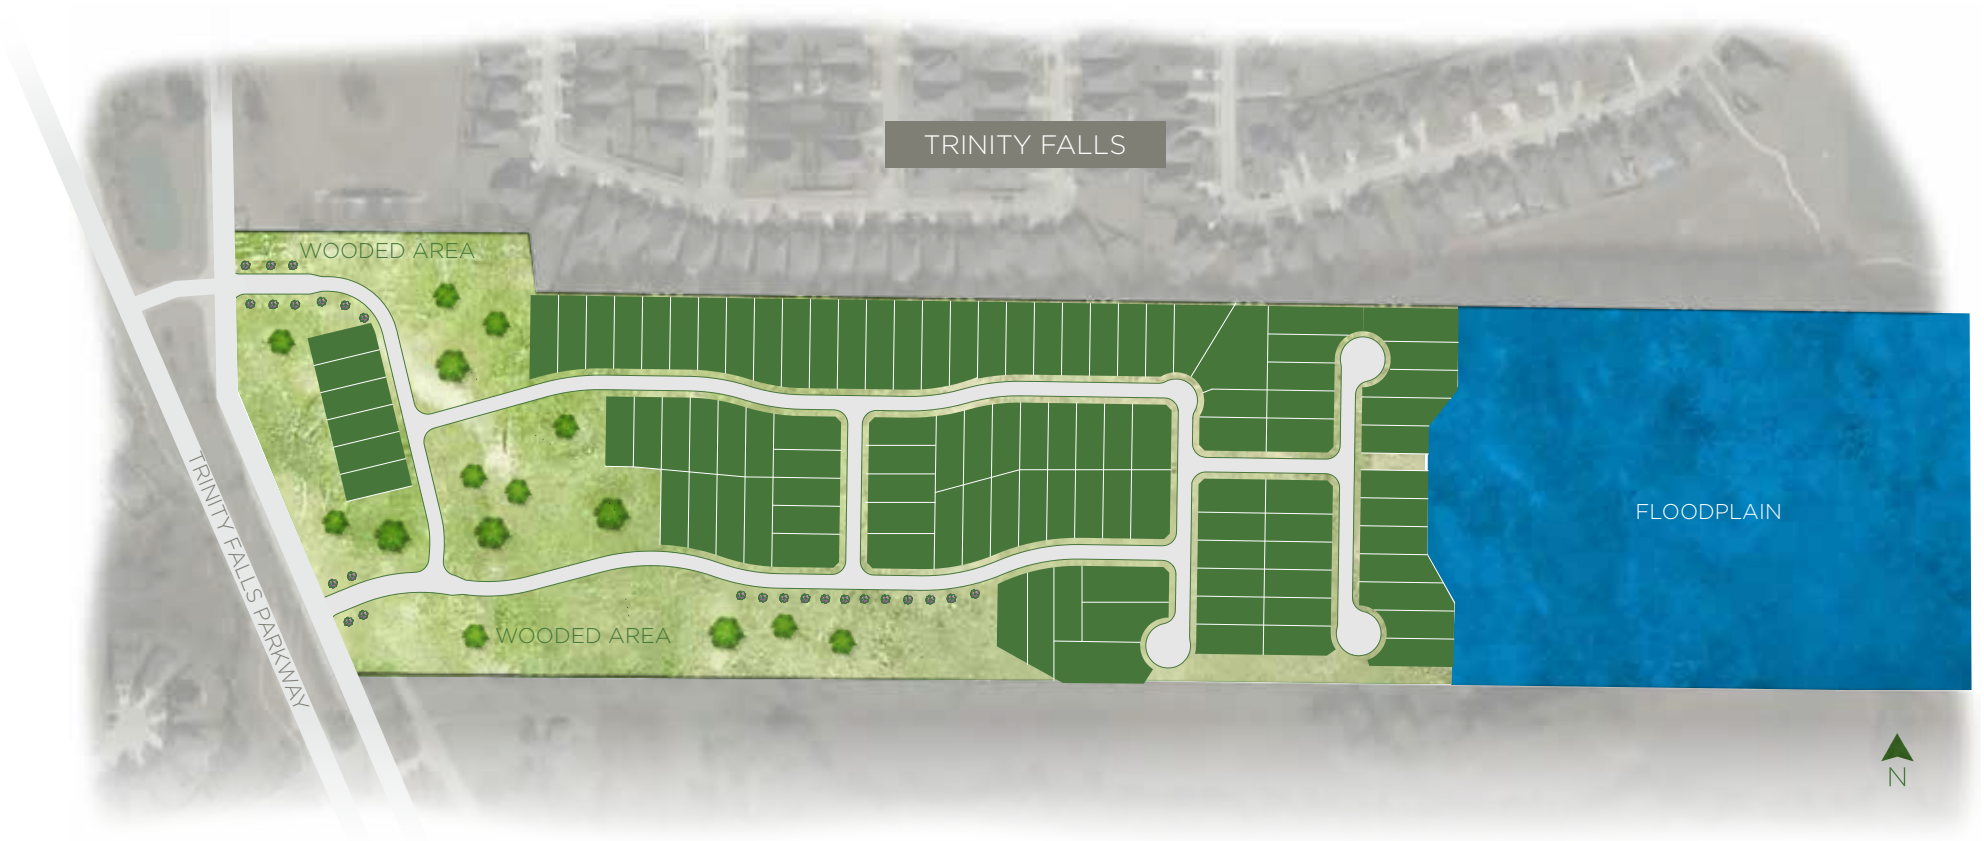 TRINITY FALLS
WOODED AREA
TRINITY FALLS PARKWAY
FLOODPLAIN
WOODED AREA
N